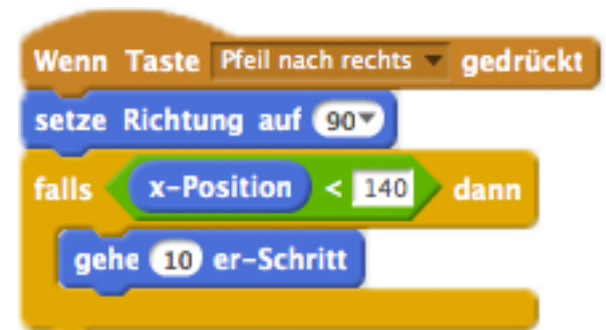 Wenn Taste Pfeil nach rechts gedrückt
setze Richtung auf 90
falls x-Position < 140 dann
gehe 10 er-Schritt